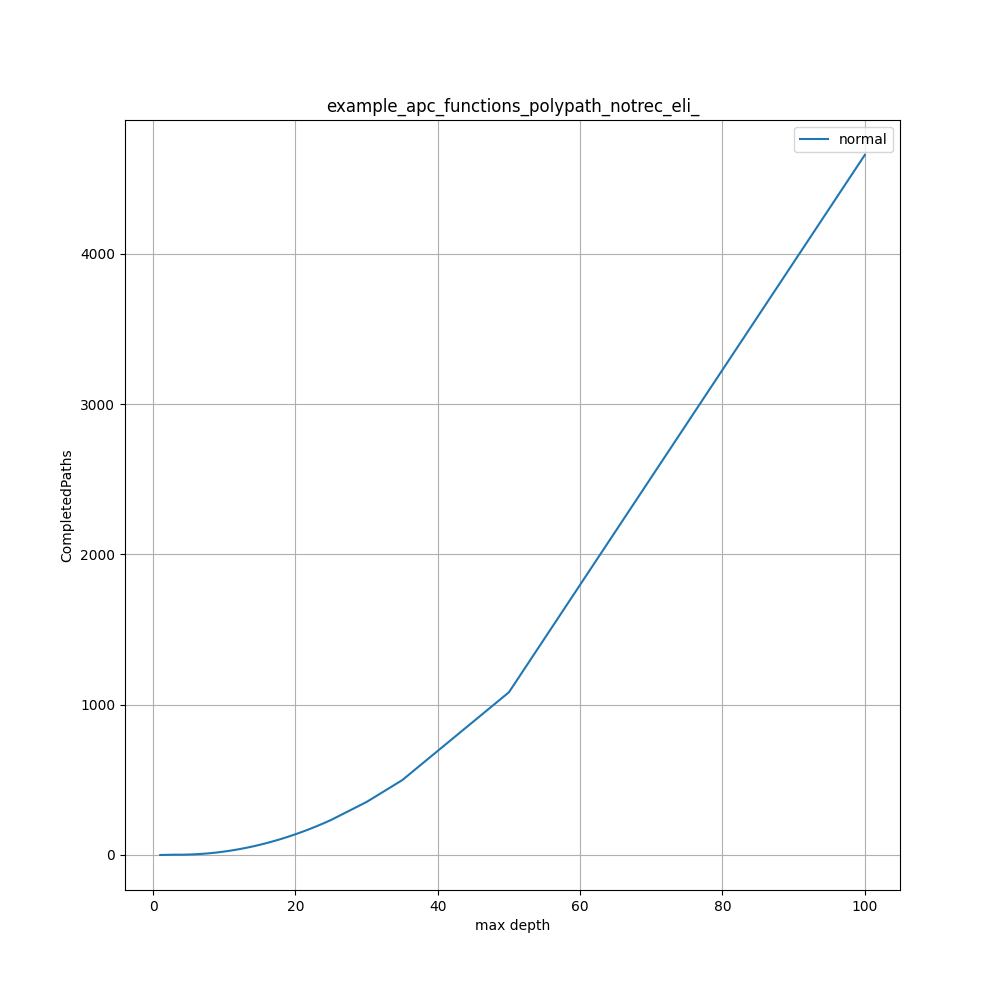 example_apc_functions_polypath_notrec_eli_
normal
CompletedPaths
4000
3000
2000
1000
0
0 20 40 60 80 100
max depth